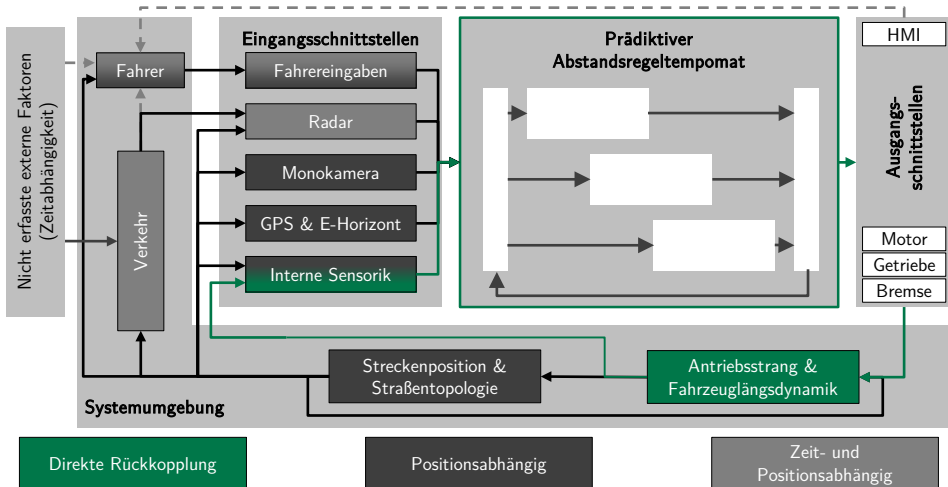 Nicht erfasste externe Faktoren
(Zeitabhängigkeit)
Fahrer
Verkehr
Systemumgebung
Eingangsschnittstellen
Fahrereingaben
Radar
Monokamera
GPS & E-Horizont
Interne Sensorik
Prädiktiver
Abstandsregeltempomat
HMI
Ausgang-
schnittstellen
Motor
Getriebe
Bremse
Streckenposition &
Straßentopologie
Antriebsstrang &
Fahrzeuglängsdynamik
Direkte Rückkopplung
Positionsabhängig
Zeit- und
Positionsabhängig